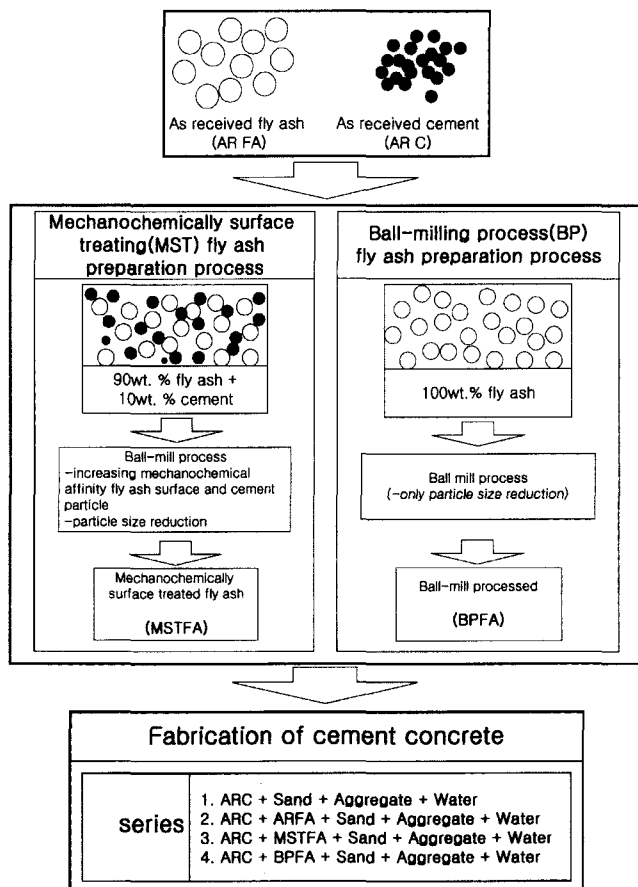 As received fly ash
(AR FA)
As received cement
(AR C)
Mechanochemically surface
treating(MST) fly ash
preparation process
90wt. % fly ash +
10wt. % cement
Ball-mill process
-increasing mechanochemical
affinity fly ash surface and cement
particle
-particle size reduction
Mechanochemically
surface treated fly ash
(MSTFA)
Ball-milling process(BP)
fly ash preparation process
100wt.% fly ash
Ball mill process
(-only particle size reduction)
Ball-mill processed
(BPFA)
Fabrication of cement concrete
series
1. ARC + Sand + Aggregate + Water
2. ARC + ARFA + Sand + Aggregate + Water
3. ARC + MSTFA + Sand + Aggregate + Water
4. ARC + BPFA + Sand + Aggregate + Water